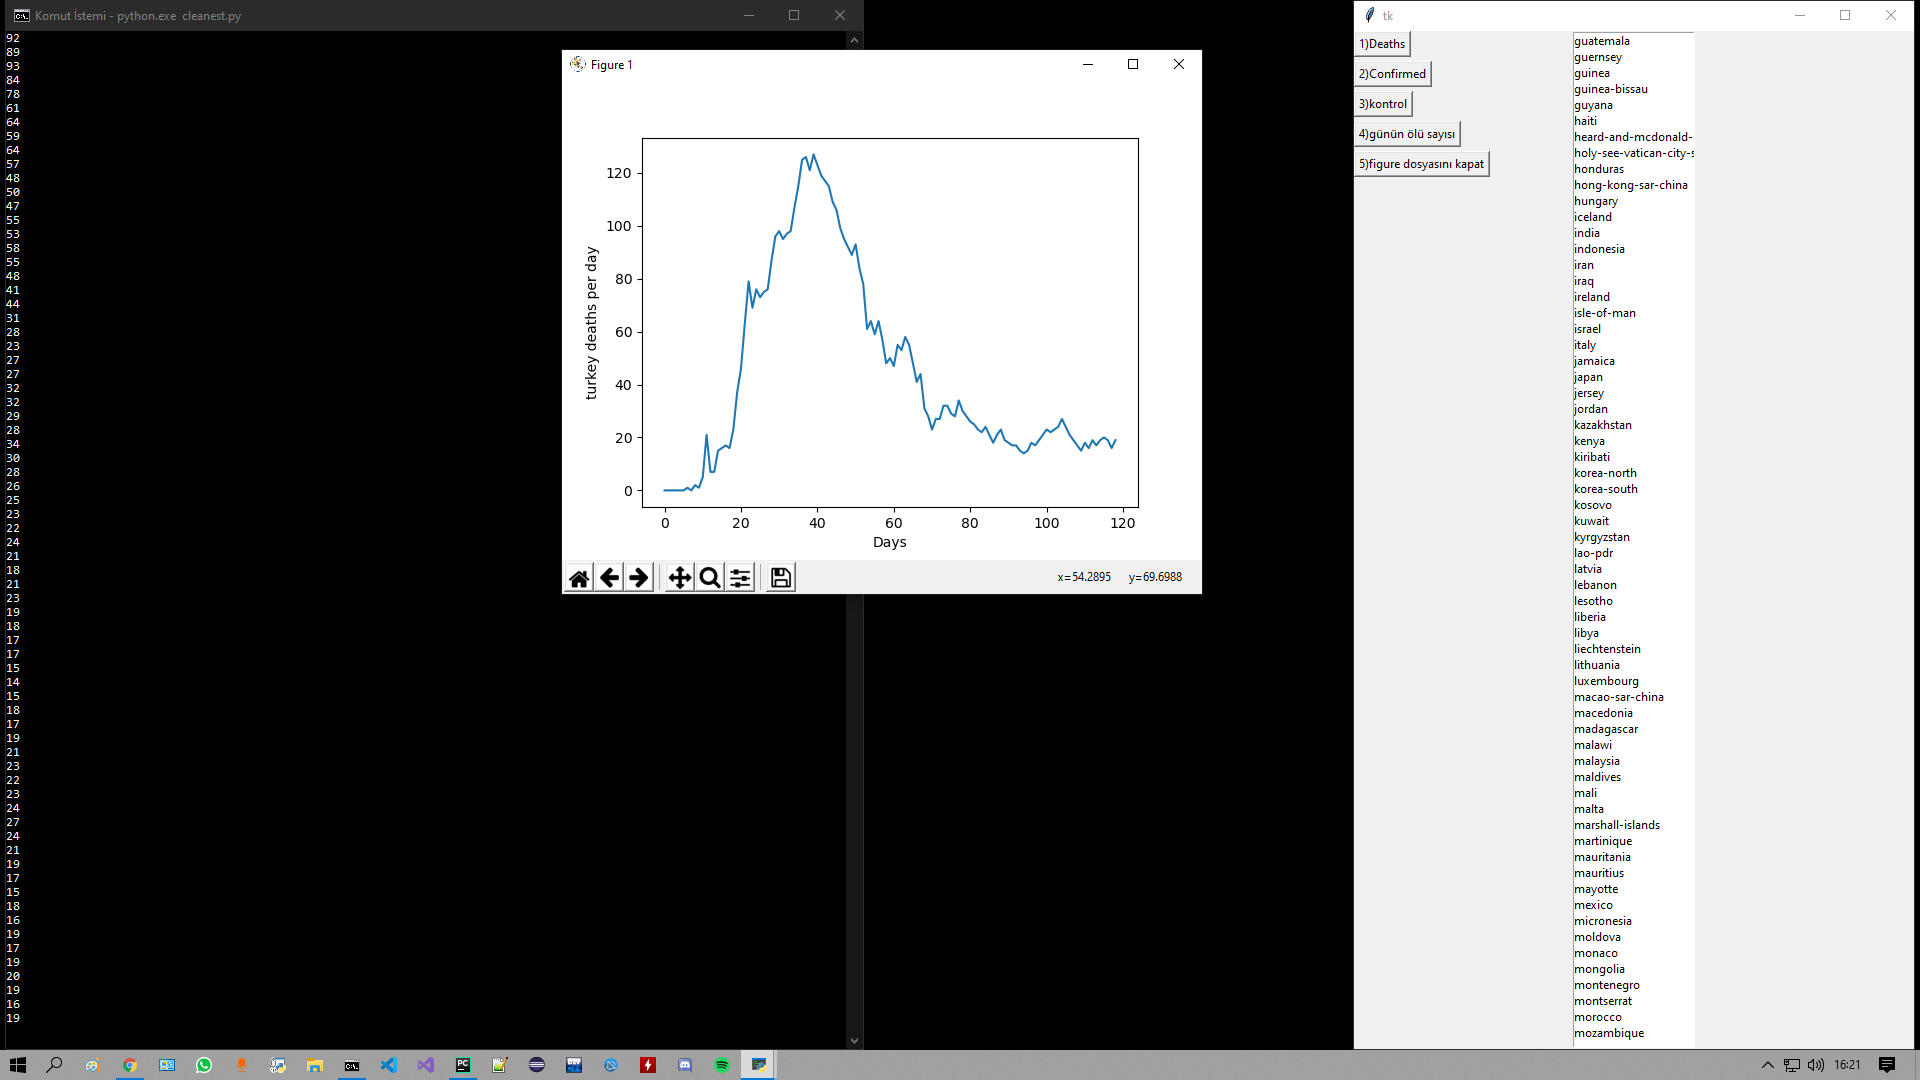 Komut İstemi - python.exe  cleanest.py
92
89
93
84
78
61
64
59
64
57
48
50
47
55
53
58
55
48
41
44
31
28
23
27
27
32
32
29
28
34
30
28
26
25
23
22
24
21
18
21
23
19
18
17
17
15
14
15
18
17
19
21
23
22
23
24
27
24
21
19
17
15
18
16
19
17
19
20
19
16
19
Figure 1
turkey deaths per day
120
100
80
60
40
20
0
0 20 40 60 80 100 120
Days
x=54.2895 y=69.6988
tk
1)Deaths
2)Confirmed
3)kontrol
4)günün ölü sayısı
5)figure dosyasını kapat
guatemala
guernsey
guinea
guinea-bissau
guyana
haiti
heard-and-mcdonald-
holy-see-vatican-city-s
honduras
hong-kong-sar-china
hungary
iceland
india
indonesia
iran
iraq
ireland
isle-of-man
israel
italy
jamaica
japan
jersey
jordan
kazakhstan
kenya
kiribati
korea-north
korea-south
kosovo
kuwait
kyrgyzstan
lao-pdr
latvia
lebanon
lesotho
liberia
libya
liechtenstein
lithuania
luxembourg
macao-sar-china
macedonia
madagascar
malawi
malaysia
maldives
mali
malta
marshall-islands
martinique
mauritania
mauritius
mayotte
mexico
micronesia
moldova
monaco
mongolia
montenegro
montserrat
morocco
mozambique
16:21